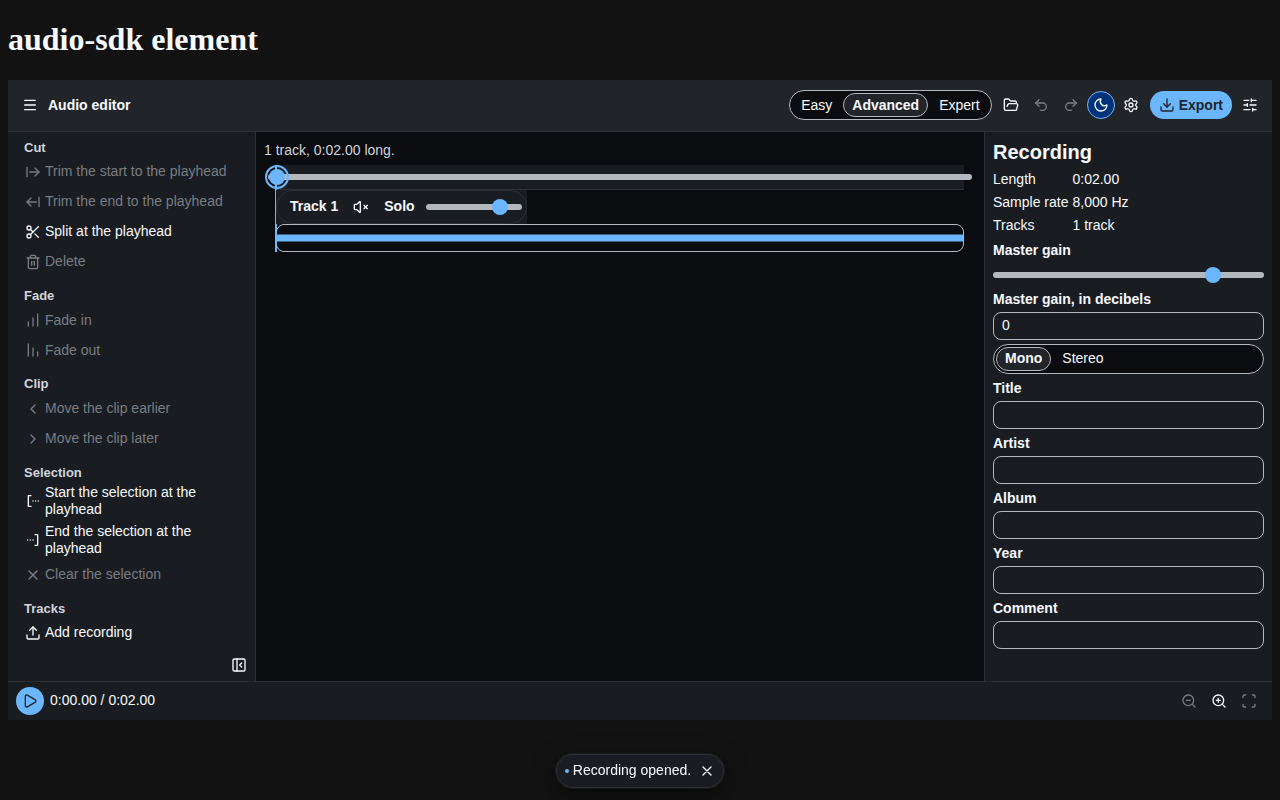 audio-sdk element
Audio editor
Easy Advanced Expert
Export
Cut
Trim the start to the playhead
Trim the end to the playhead
Split at the playhead
Delete
Fade
Fade in
Fade out
Clip
Move the clip earlier
Move the clip later
Selection
Start the selection at the
playhead
End the selection at the
playhead
Clear the selection
Tracks
Add recording
1 track, 0:02.00 long.
Track 1 Solo
Recording
Length 0:02.00
Sample rate 8,000 Hz
Tracks 1 track
Master gain
Master gain, in decibels
0
Mono Stereo
Title
Artist
Album
Year
Comment
0:00.00 / 0:02.00
Recording opened.